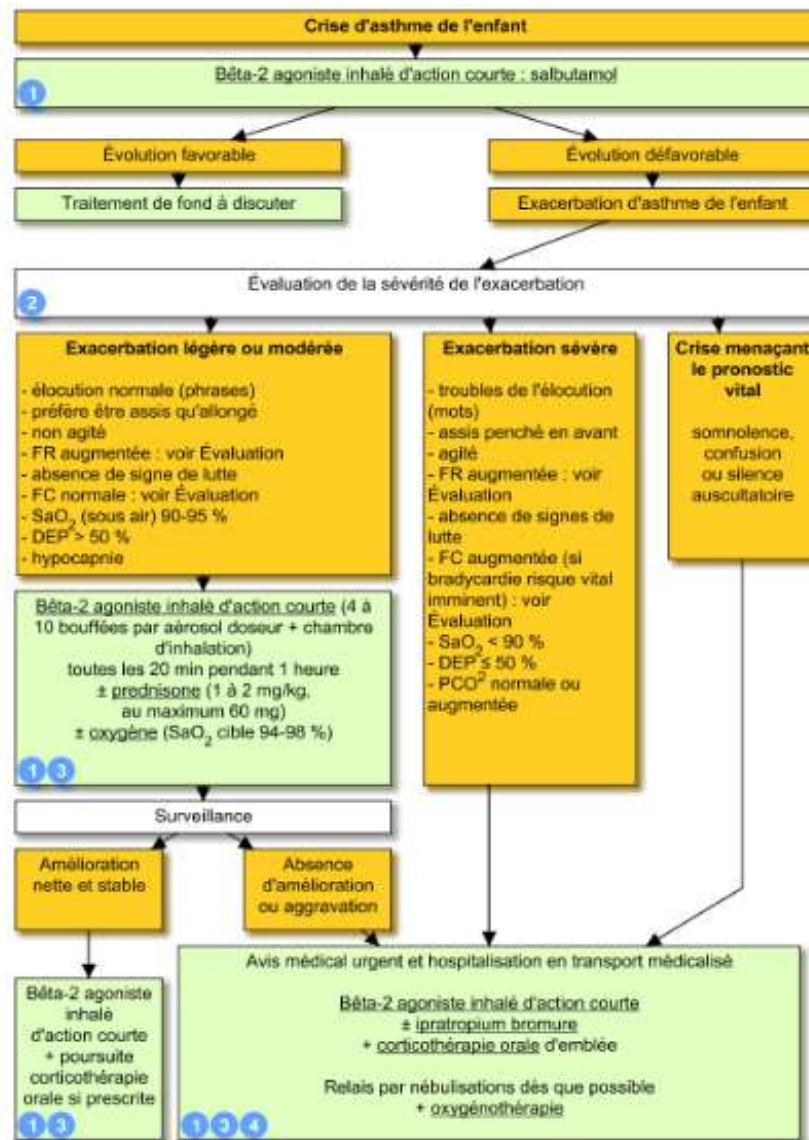 Crise d'asthme de l'enfant
Bêta-2 agoniste inhalé d'action courte : salbutamol
1
Évolution favorable
Évolution défavorable
Traitement de fond à discuter
Exacerbation d'asthme de l'enfant
Évaluation de la sévérité de l'exacerbation
2
Exacerbation légère ou modérée
- élocution normale (phrases)
- préfère être assis qu'allongé
- non agité
- FR augmentée : voir Évaluation
- absence de signe de lutte
- FC normale : voir Évaluation
- SaO2 (sous air) 90-95 %
- DEP > 50 %
- hypocapnie
Exacerbation sévère
- troubles de l'élocution
(mots)
- assis penché en avant
- agité
- FR augmentée : voir
Évaluation
- absence de signes de
lutte
- FC augmentée (si
bradycardie risque vital
imminent) : voir
Évaluation
- SaO2 < 90 %
- DEP ≤ 50 %
- PCO2 normale ou
augmentée
Crise menaçant
le pronostic
vital
somnolence,
confusion
ou silence
auscultatoire
Bêta-2 agoniste inhalé d'action courte (4 à
10 bouffées par aérosol doseur + chambre
d'inhalation)
toutes les 20 min pendant 1 heure
± prednisone (1 à 2 mg/kg,
au maximum 60 mg)
± oxygène (SaO2 cible 94-98 %)
1 3
Surveillance
Amélioration
nette et stable
Absence
d'amélioration
ou aggravation
Bêta-2 agoniste
inhalé
d'action courte
+ poursuite
corticothérapie
orale si prescrite
1 3
Avis médical urgent et hospitalisation en transport médicalisé
Bêta-2 agoniste inhalé d'action courte
± ipratropium bromure
+ corticothérapie orale d'emblée
Relais par nébulisations dès que possible
+ oxygénothérapie
1 3 4